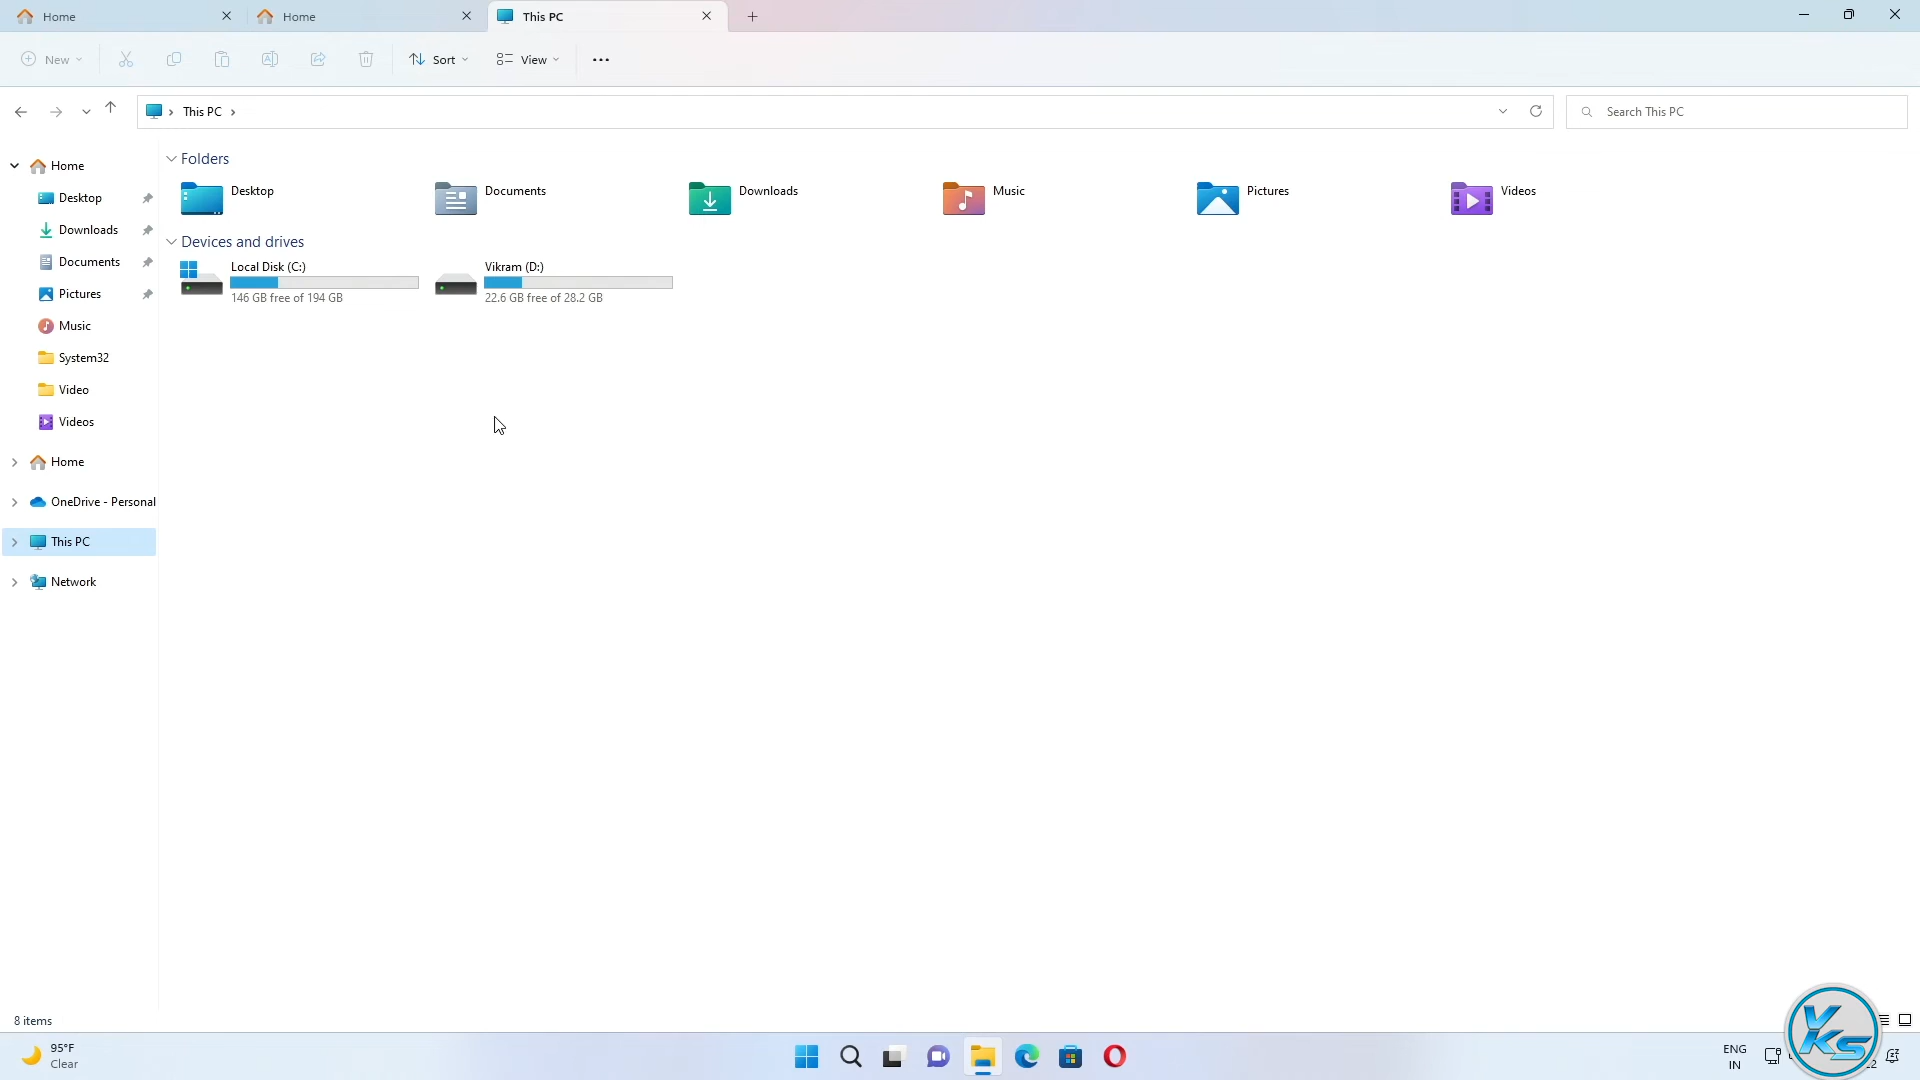 Home
Home
This PC
New
Sort
View
This PC
Search This PC
Home
Desktop
Downloads
Documents
Pictures
Music
System32
Video
Videos
Home
OneDrive - Personal
This PC
Network
Folders
Desktop
Documents
Downloads
Music
Pictures
Videos
Devices and drives
Local Disk (C:)
146 GB free of 194 GB
Vikram (D:)
22.6 GB free of 28.2 GB
8 items
95°F
Clear
ENG
IN
VKS